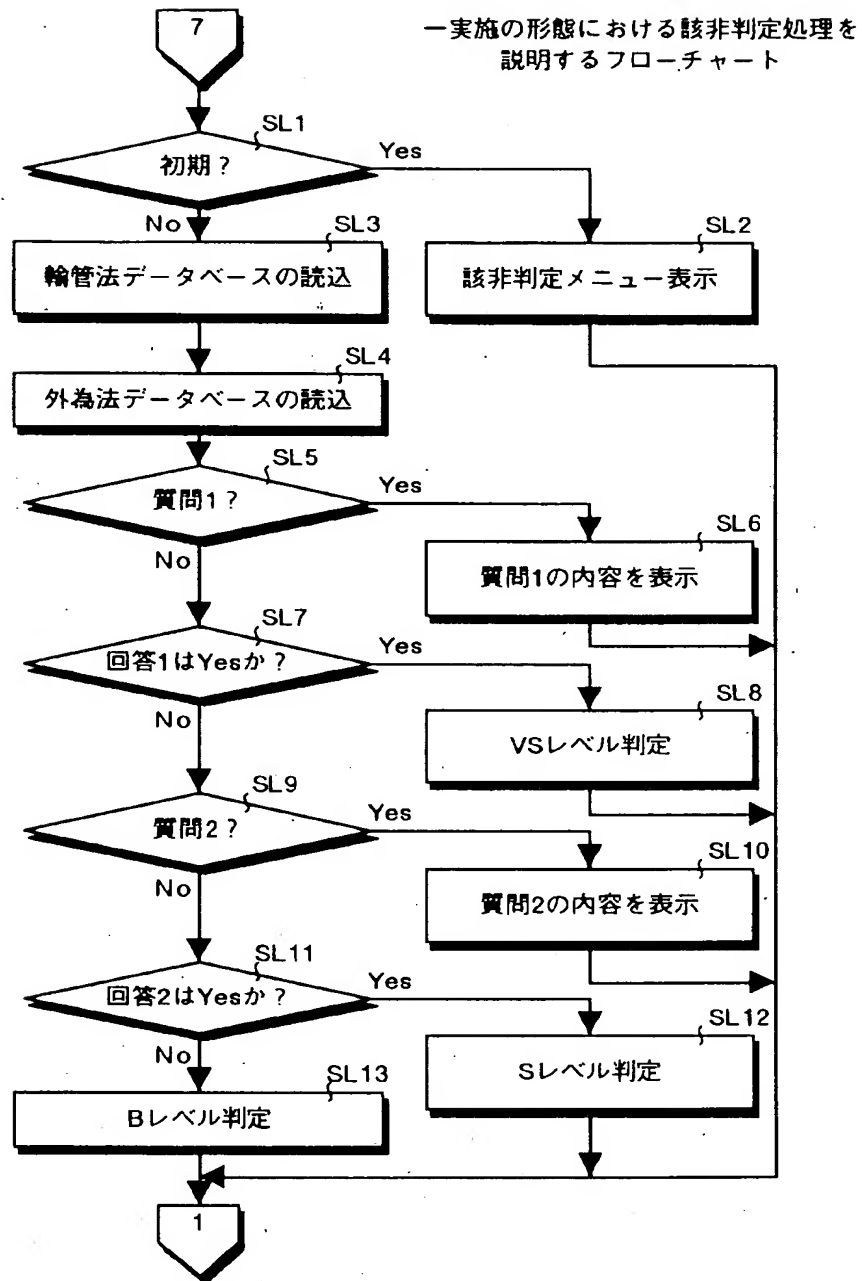 7
一実施の形態における該非判定処理を
説明するフローチャート
SL1
初期？
Yes
No
SL3
輸管法データベースの読込
SL2
該非判定メニュー表示
SL4
外為法データベースの読込
SL5
質問1？
Yes
No
SL6
質問1の内容を表示
SL7
回答1はYesか？
Yes
No
SL8
VSレベル判定
SL9
質問2？
Yes
No
SL10
質問2の内容を表示
SL11
回答2はYesか？
Yes
No
SL12
Sレベル判定
SL13
Bレベル判定
1